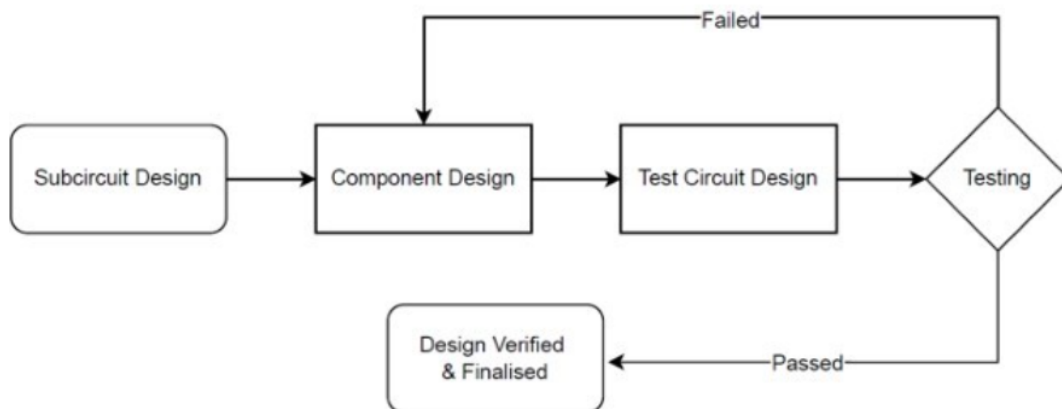 Failed
Subcircuit Design
Component Design
Test Circuit Design
Testing
Design Verified
& Finalised
Passed